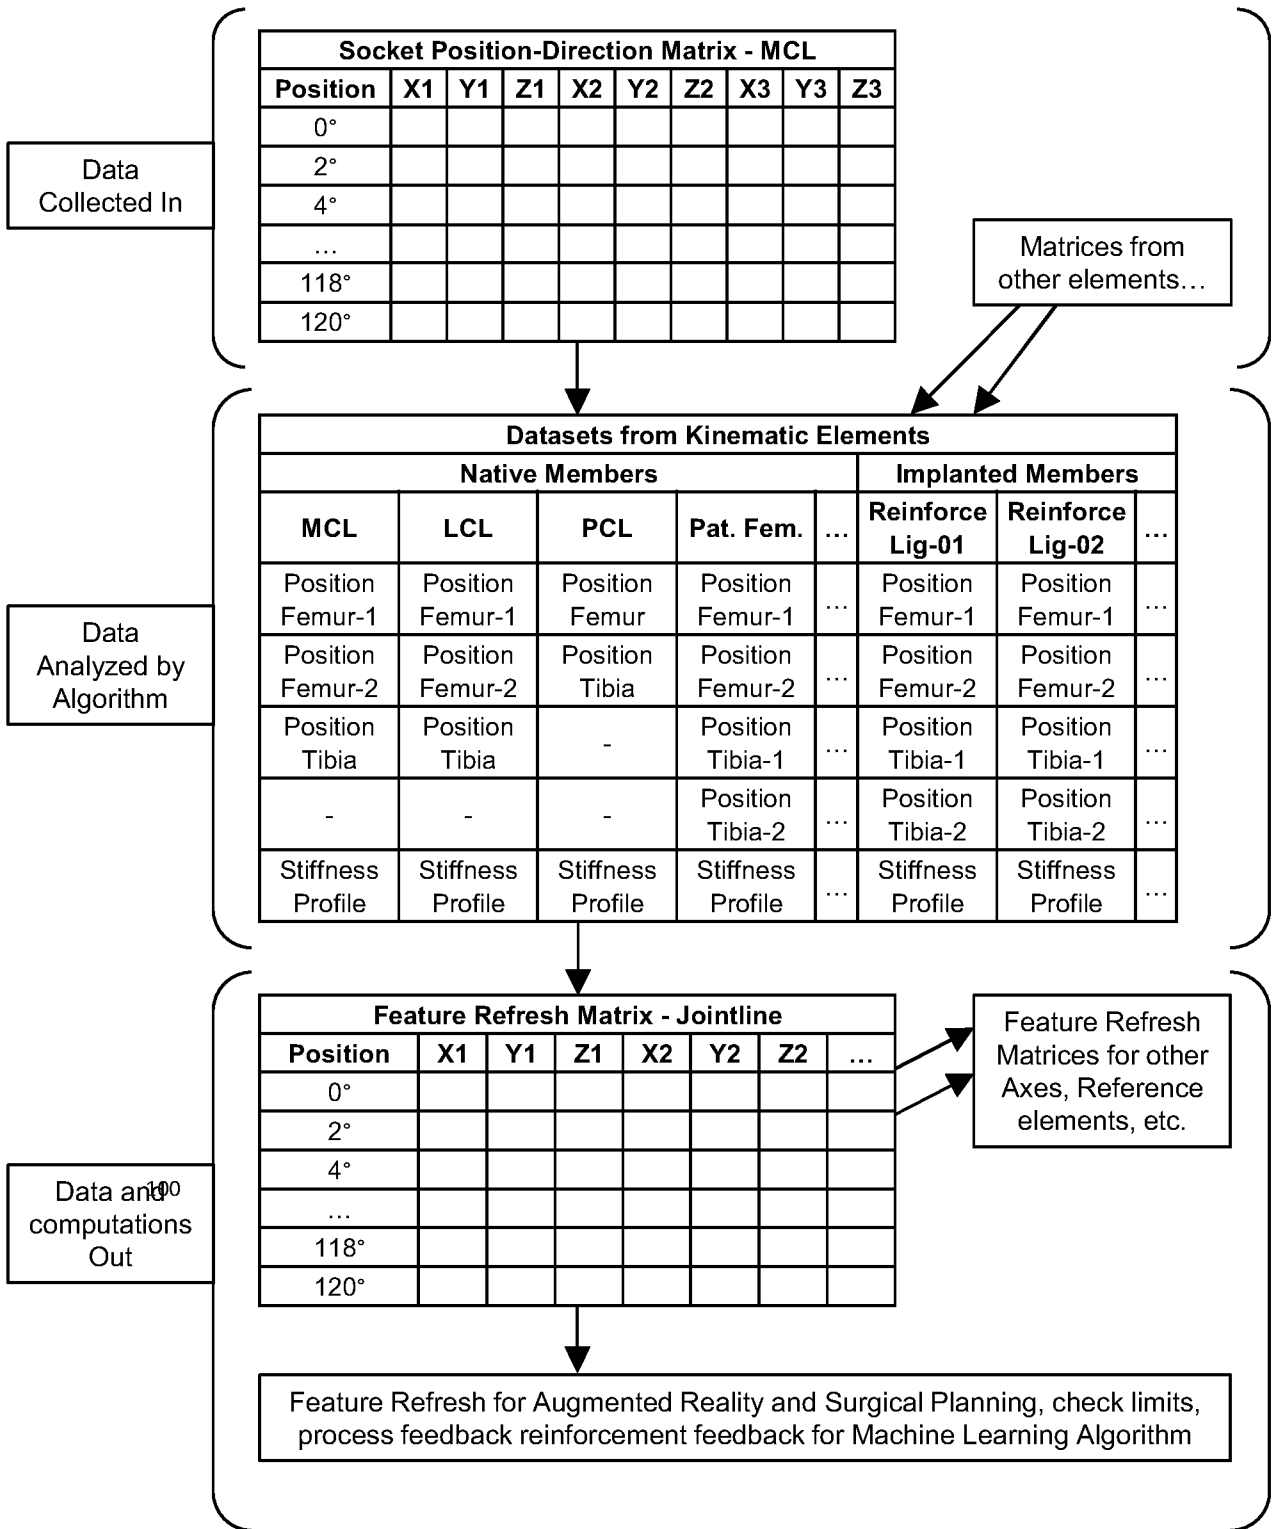 Socket Position-Direction Matrix - MCL
Position X1 Y1 Z1 X2 Y2 Z2 X3 Y3 Z3
0°
2°
4°
...
118°
120°
Data
Collected In
Matrices from
other elements...
Datasets from Kinematic Elements
Native Members Implanted Members
MCL LCL PCL Pat. Fem. ... Reinforce Lig-01 Reinforce Lig-02 ...
Position Position Position Position ... Position Position ...
Femur-1 Femur-1 Femur Femur-1 Femur-1 Femur-1
Position Position Position Position ... Position Position ...
Femur-2 Femur-2 Tibia Femur-2 Femur-2 Femur-2
Position Position - Position ... Position Position ...
Tibia Tibia Tibia-1 Tibia-1 Tibia-1
- - - Position ... Position Position ...
Tibia-2 Tibia-2 Tibia-2
Stiffness Stiffness Stiffness Stiffness ... Stiffness Stiffness ...
Profile Profile Profile Profile Profile Profile
Data
Analyzed by
Algorithm
Feature Refresh Matrix - Jointline
Position X1 Y1 Z1 X2 Y2 Z2 ...
0°
2°
4°
...
118°
120°
Feature Refresh
Matrices for other
Axes, Reference
elements, etc.
Data and
100
computations
Out
Feature Refresh for Augmented Reality and Surgical Planning, check limits,
process feedback reinforcement feedback for Machine Learning Algorithm